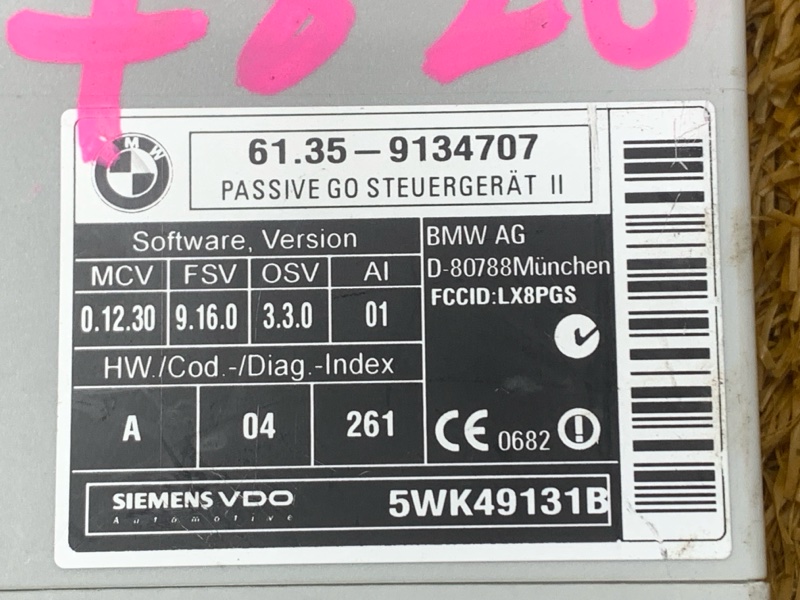 7820
BMW
61.35-9134707
PASSIVE GO STEUERGERÄT II
Software, Version
MCV FSV OSV AI
0.12.30 9.16.0 3.3.0 01
HW./Cod.-/Diag.-Index
A 04 261
BMW AG
D-80788München
FCCID:LX8PGS
CE 0682
SIEMENS VDO
Automotive
5WK49131B